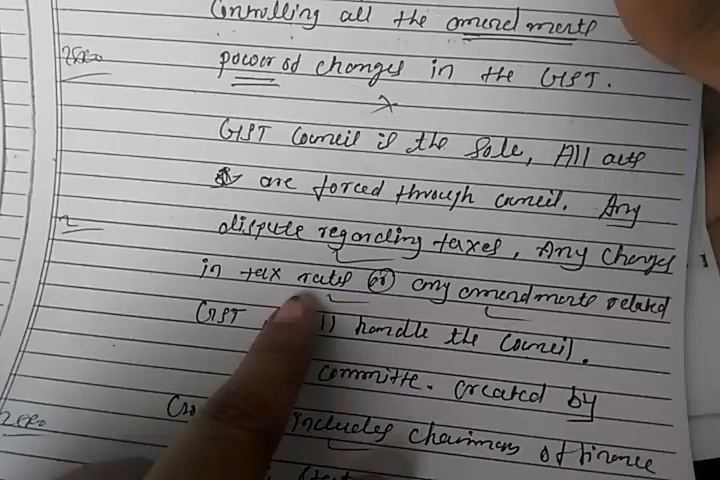 Controlling all the amendments
power of changes in the GST.
GST Council is the Sole, All acts
are forced through council. Any
dispute regarding taxes, Any changes
in tax rates or any amendments related
GST handle the Council.
committe. created by
includes chairmans of finance